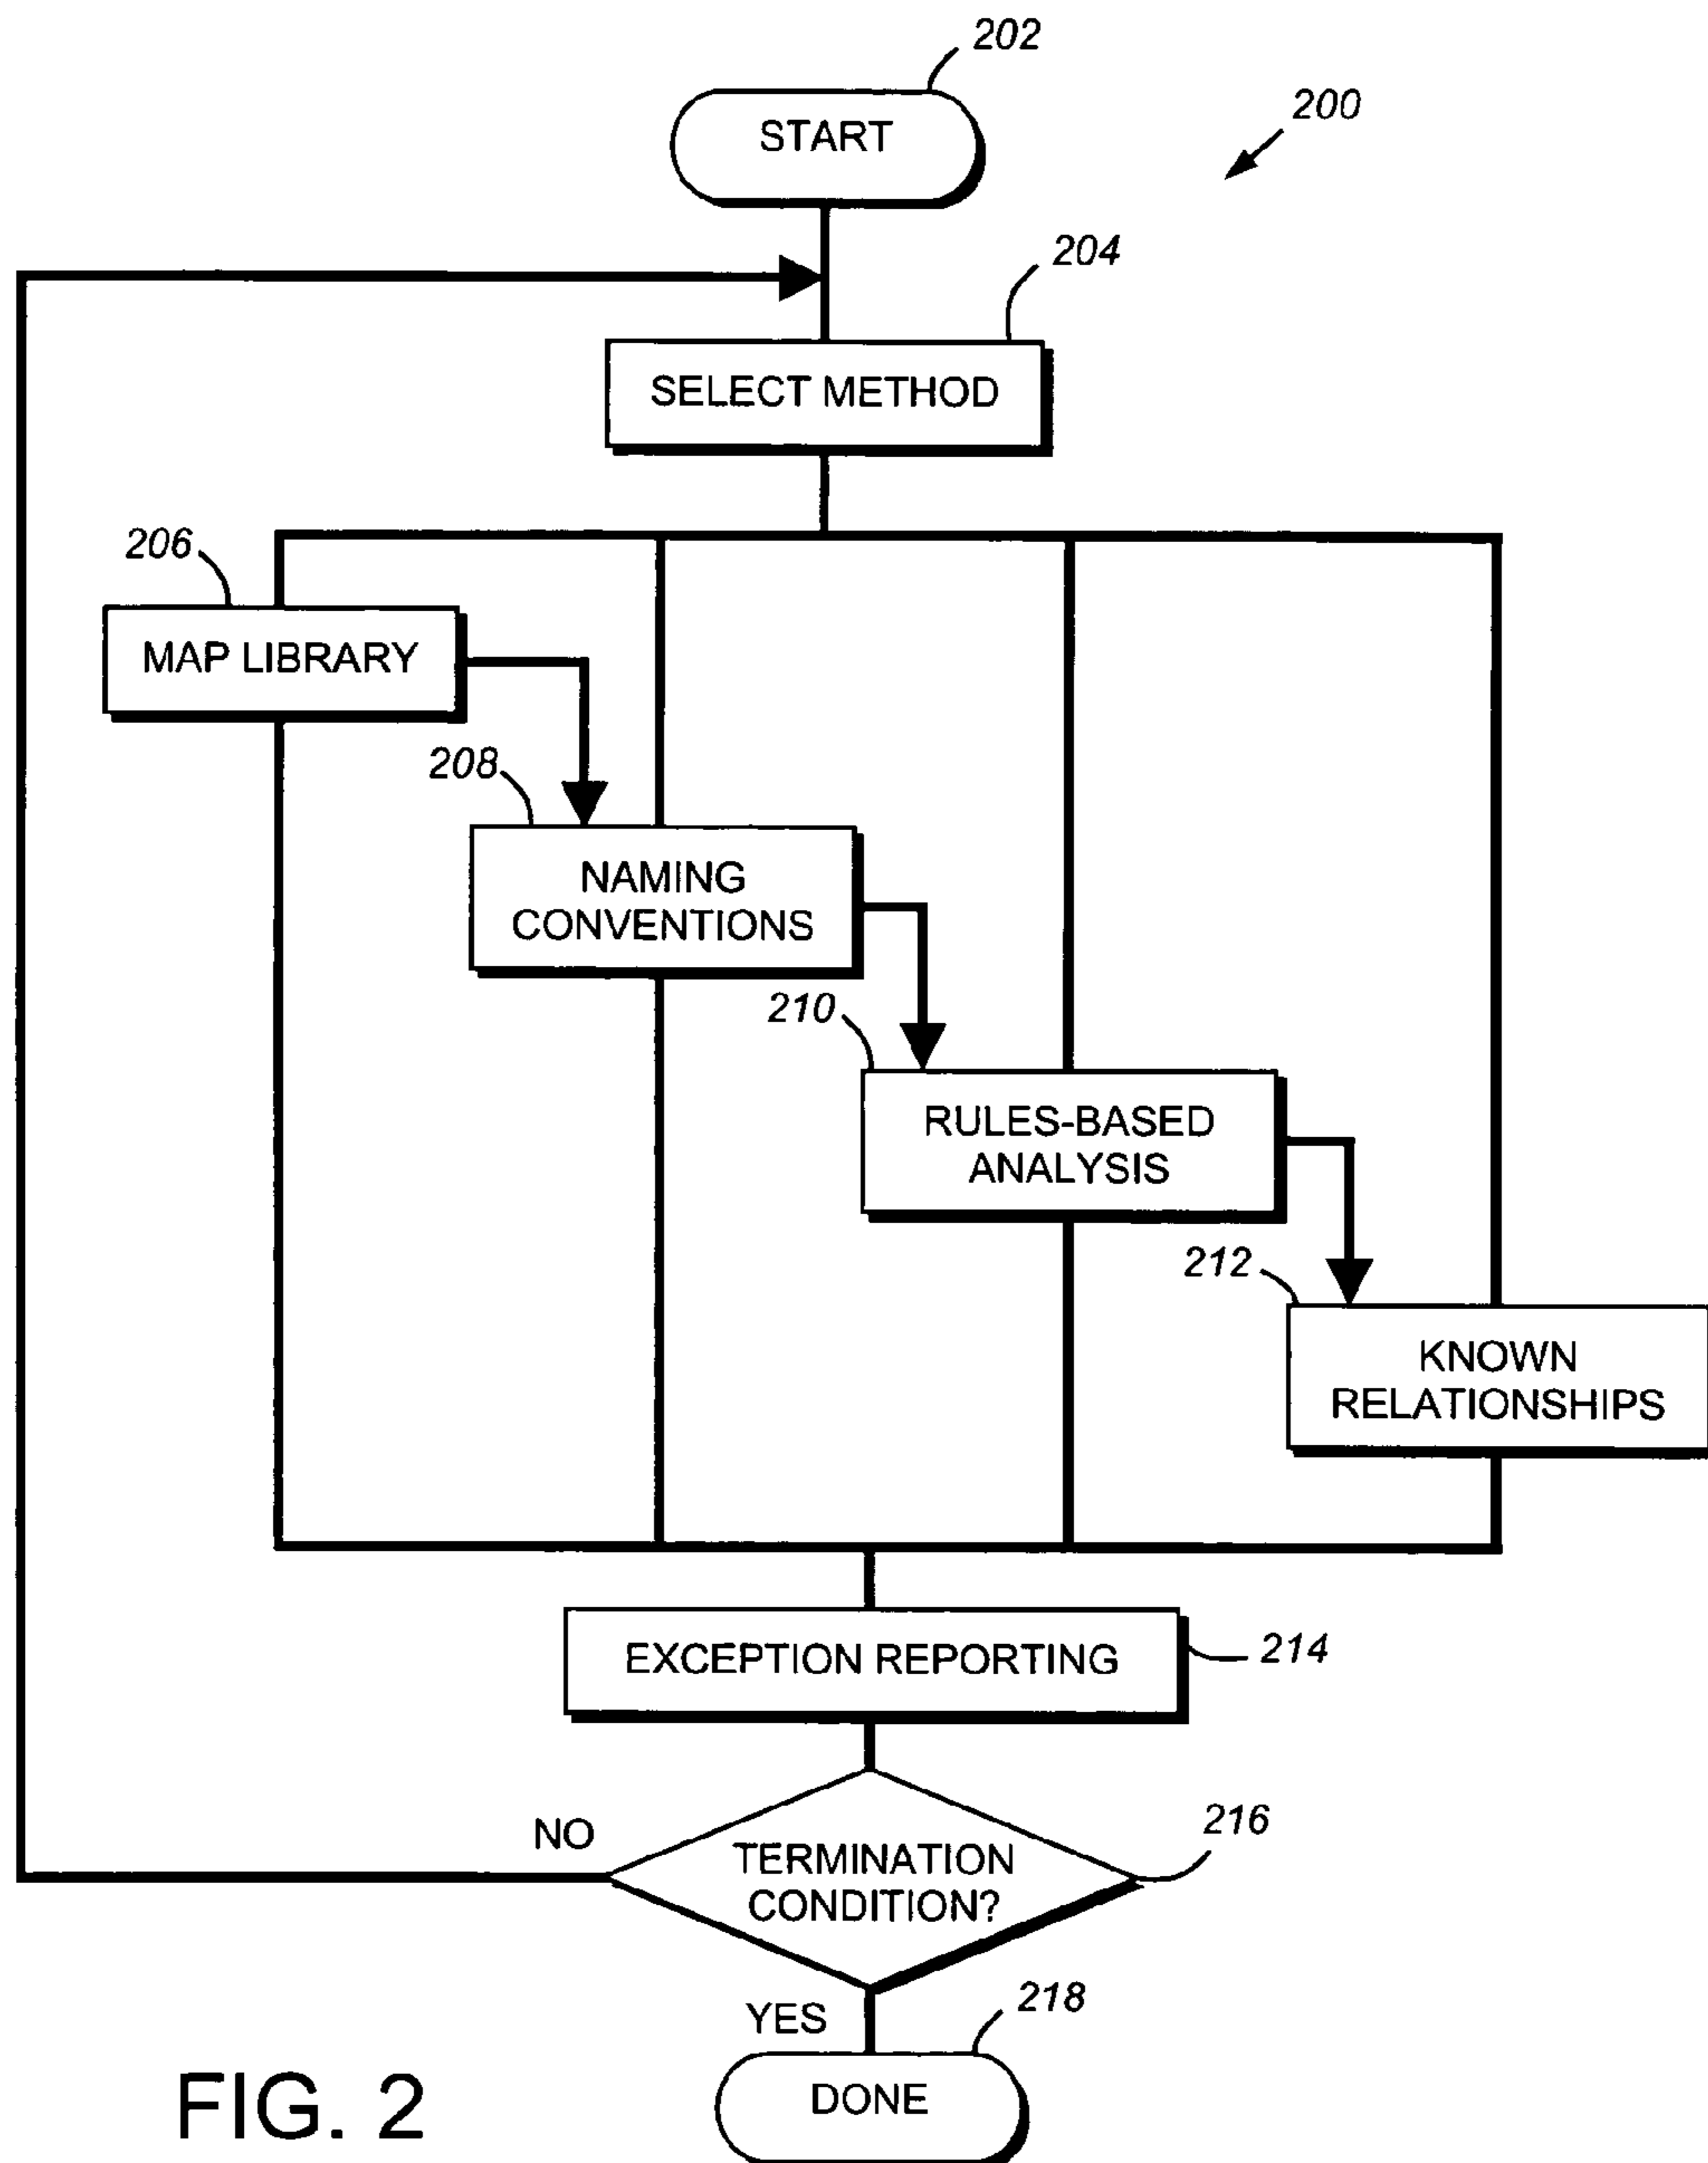 202
START
200
204
SELECT METHOD
206
MAP LIBRARY
208
NAMING
CONVENTIONS
210
RULES-BASED
ANALYSIS
212
KNOWN
RELATIONSHIPS
EXCEPTION REPORTING
214
NO
TERMINATION
CONDITION?
216
YES
218
DONE
FIG. 2